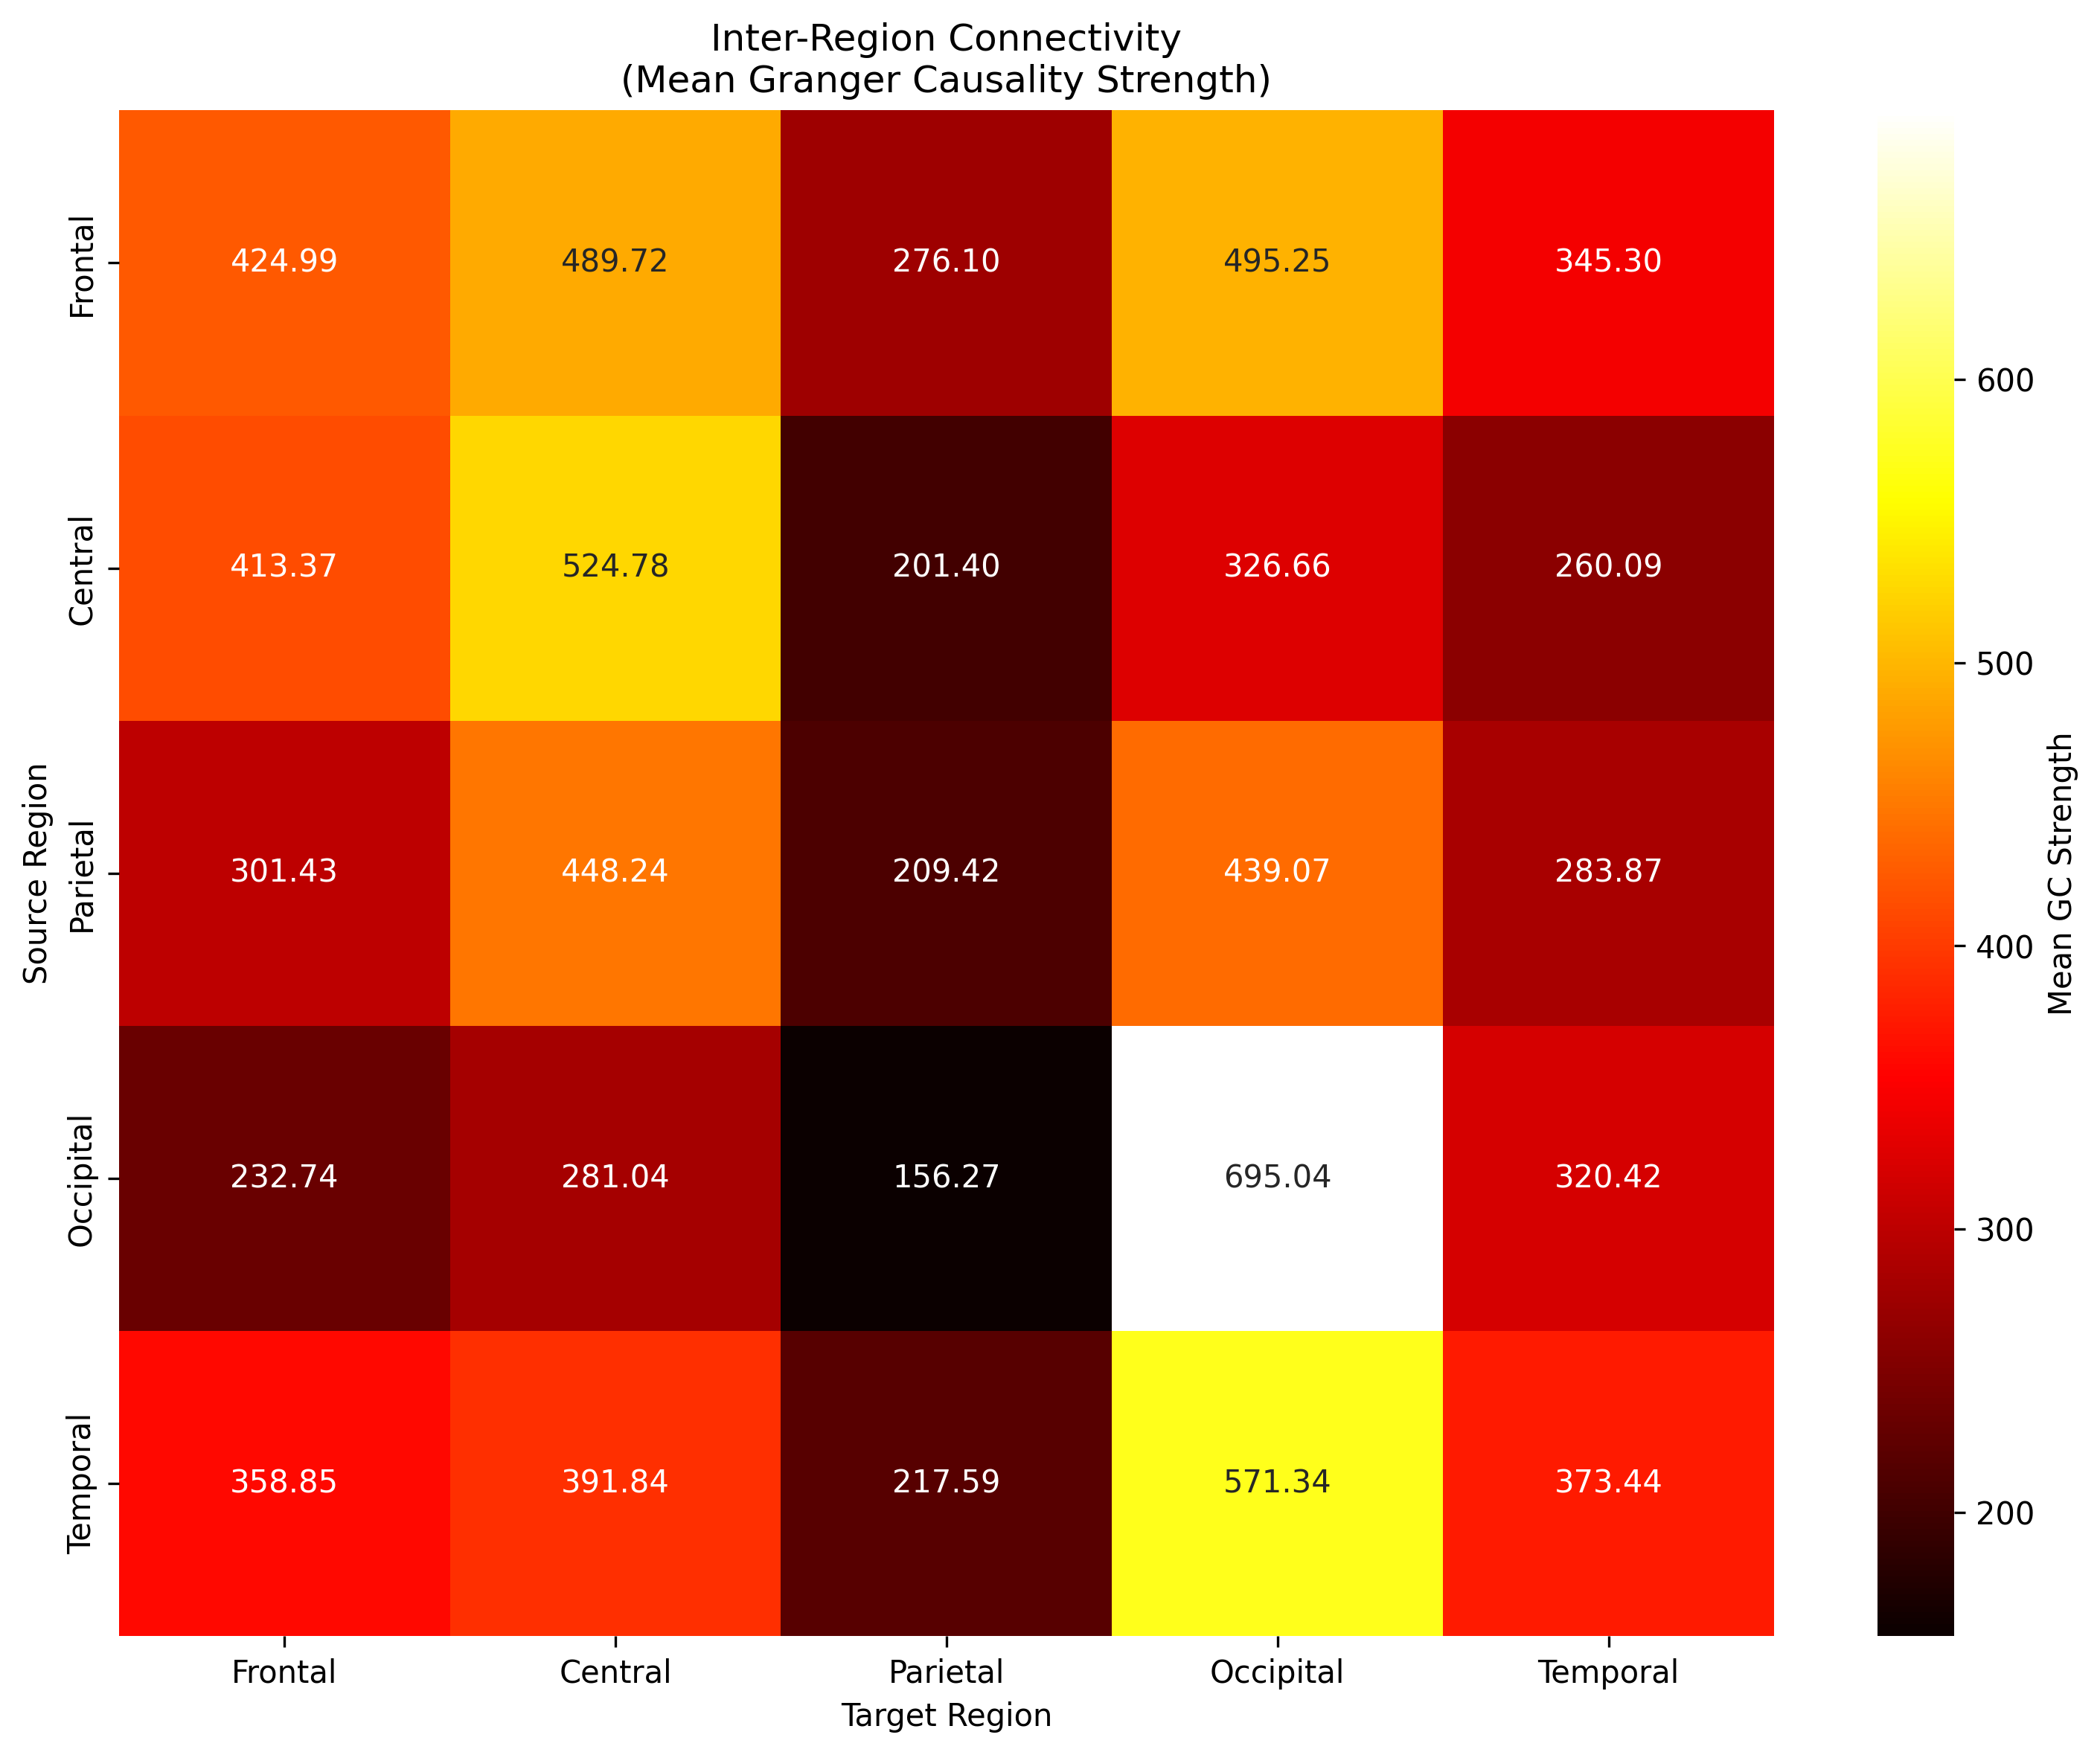 Inter-Region Connectivity
(Mean Granger Causality Strength)
Source Region
Frontal
424.99 489.72 276.10 495.25 345.30
Central
413.37 524.78 201.40 326.66 260.09
Parietal
301.43 448.24 209.42 439.07 283.87
Occipital
232.74 281.04 156.27 695.04 320.42
Temporal
358.85 391.84 217.59 571.34 373.44
Frontal Central Parietal Occipital Temporal
Target Region
600
500
400
300
200
Mean GC Strength